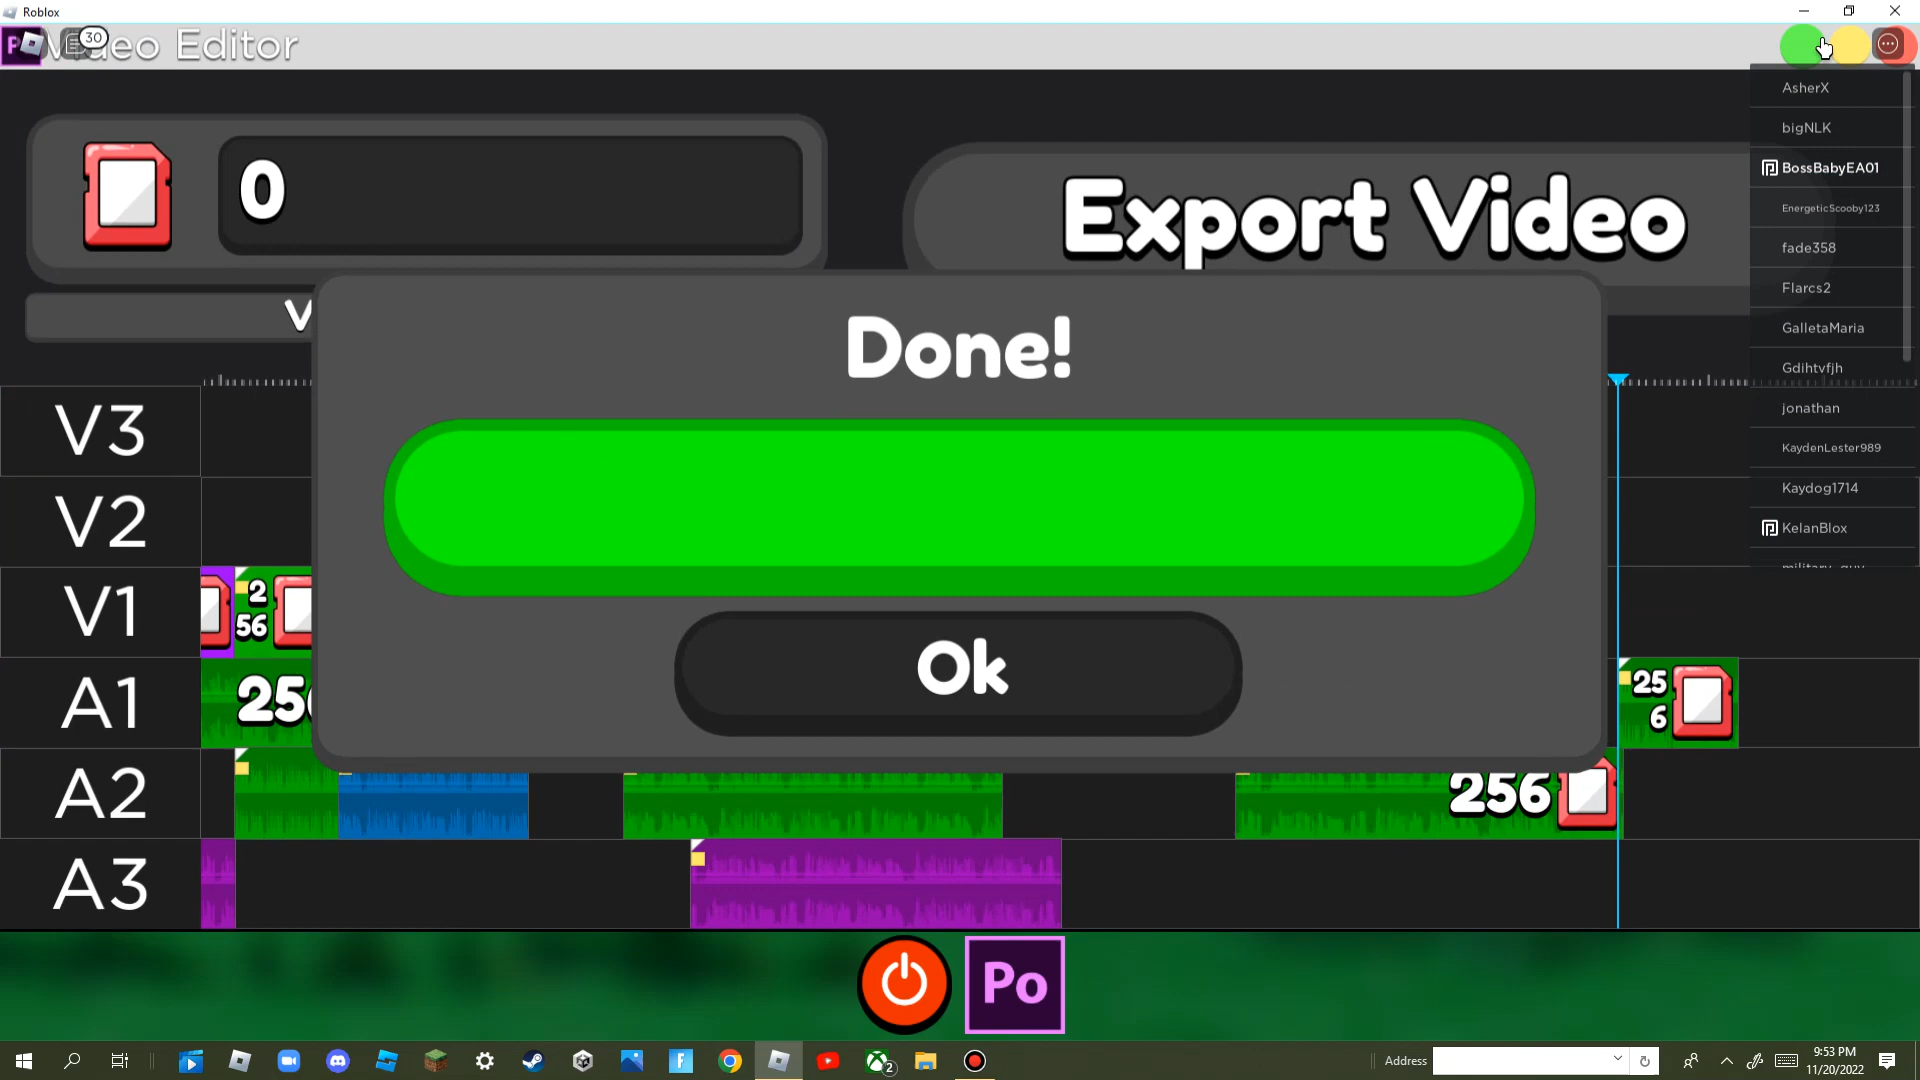 Roblox
30
Video Editor
AsherX
bigNLK
BossBabyEA01
EnergeticScooby123
fade358
Flarcs2
GalletaMaria
Gdihtvfjh
jonathan
KaydenLester989
Kaydog1714
KelanBlox
0
Export Video
V
Done!
Ok
V3
V2
V1
2
56
A1
256
25
6
A2
256
A3
Po
2
Address
9:53 PM
11/20/2022